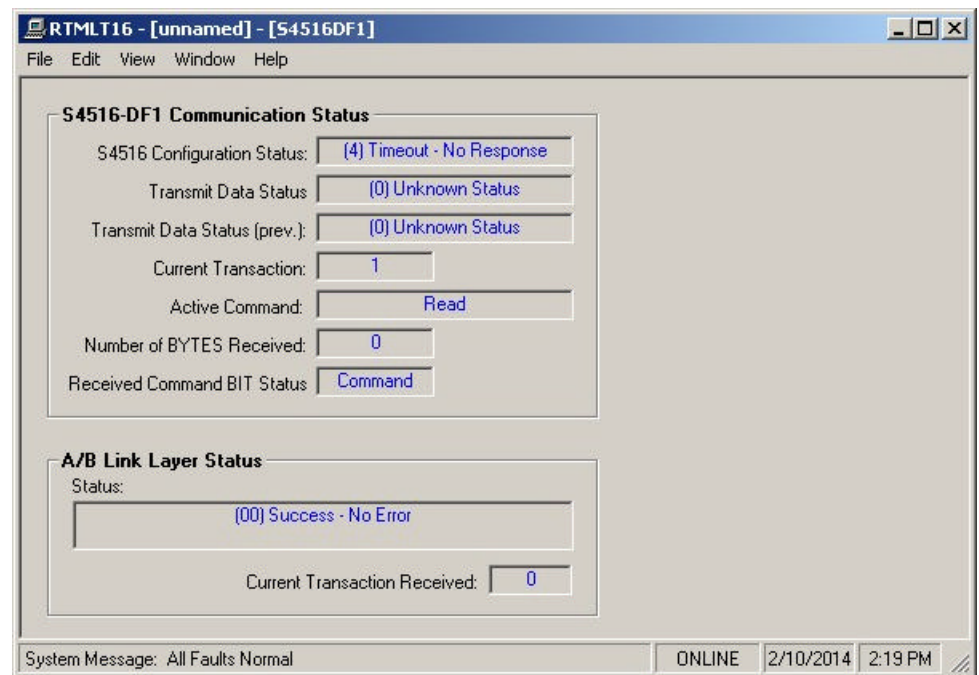 RTMLT16 - [unnamed] - [S4516DF1]
File Edit View Window Help
S4516-DF1 Communication Status
S4516 Configuration Status: (4) Timeout - No Response
Transmit Data Status (0) Unknown Status
Transmit Data Status (prev.): (0) Unknown Status
Current Transaction: 1
Active Command: Read
Number of BYTES Received: 0
Received Command BIT Status Command
A/B Link Layer Status
Status:
(00) Success - No Error
Current Transaction Received: 0
System Message: All Faults Normal ONLINE 2/10/2014 2:19 PM